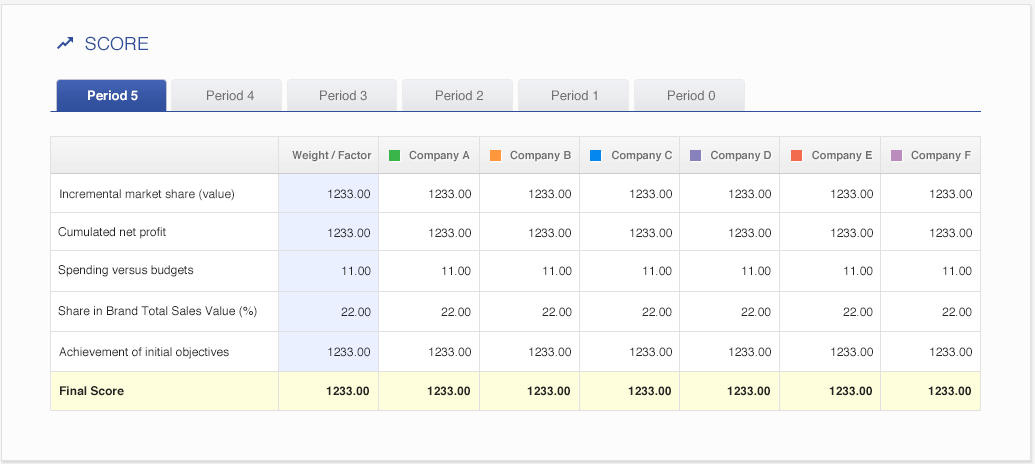 SCORE
Period 5 Period 4 Period 3 Period 2 Period 1 Period 0
Weight / Factor Company A Company B Company C Company D Company E Company F
Incremental market share (value) 1233.00 1233.00 1233.00 1233.00 1233.00 1233.00 1233.00
Cumulated net profit 1233.00 1233.00 1233.00 1233.00 1233.00 1233.00 1233.00
Spending versus budgets 11.00 11.00 11.00 11.00 11.00 11.00 11.00
Share in Brand Total Sales Value (%) 22.00 22.00 22.00 22.00 22.00 22.00 22.00
Achievement of initial objectives 1233.00 1233.00 1233.00 1233.00 1233.00 1233.00 1233.00
Final Score 1233.00 1233.00 1233.00 1233.00 1233.00 1233.00 1233.00